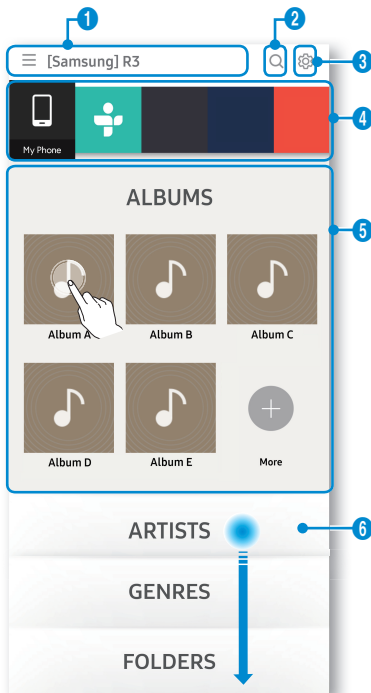 1
2
[Samsung] R3
3
4
My Phone
ALBUMS
5
Album A
Album B
Album C
Album D
Album E
More
ARTISTS
6
GENRES
FOLDERS